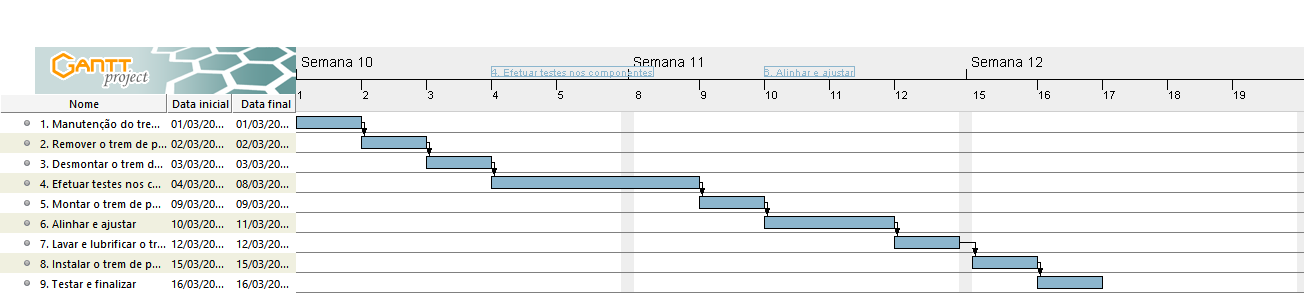 GANTT
project
Semana 10
Semana 11
Semana 12
4. Efetuar testes nos componentes
5. Alinhar e ajustar
1 2 3 4 5 8 9 10 12 15 16 17 18 19
Nome Data inicial Data final
1. Manutenção do tre... 01/03/20... 01/03/20...
2. Remover o trem de p... 02/03/20... 02/03/20...
3. Desmontar o trem d... 03/03/20... 03/03/20...
4. Efetuar testes nos c... 04/03/20... 08/03/20...
5. Montar o trem de p... 09/03/20... 09/03/20...
6. Alinhar e ajustar 10/03/20... 11/03/20...
7. Lavar e lubrificar o tr... 12/03/20... 12/03/20...
8. Instalar o trem de p... 15/03/20... 15/03/20...
9. Testar e finalizar 16/03/20... 16/03/20...